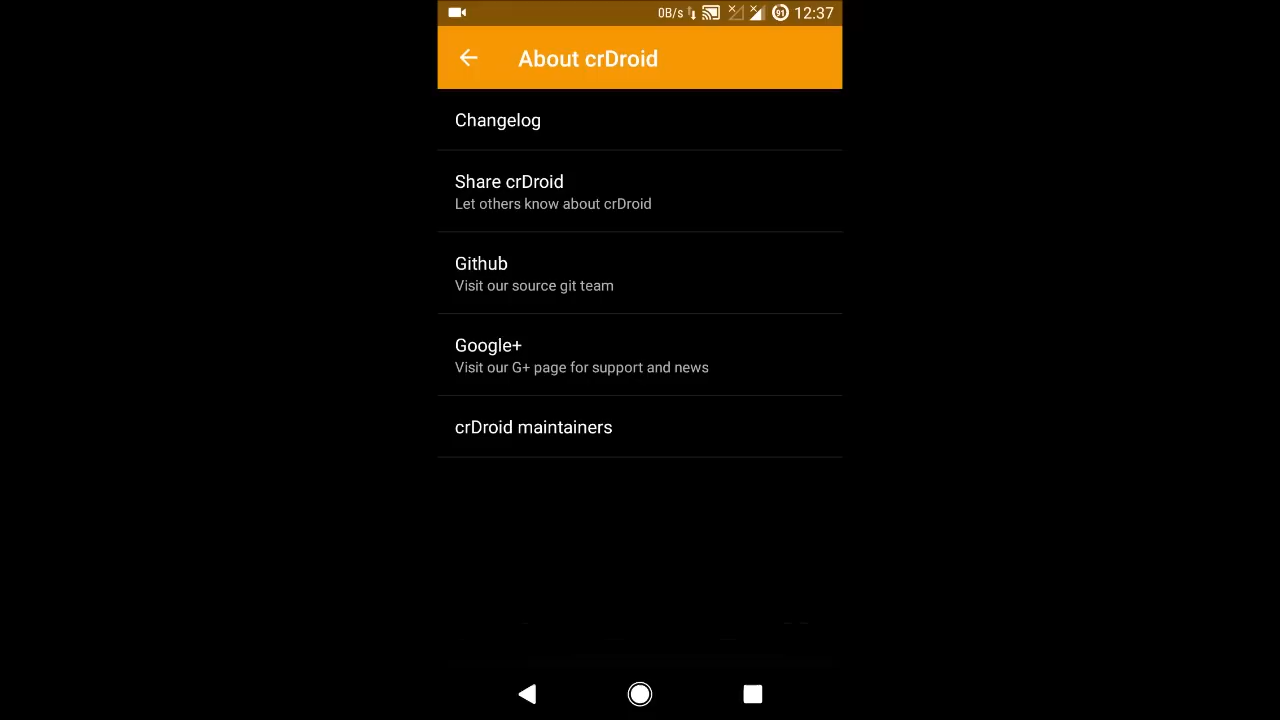 0B/s 91 12:37
About crDroid
Changelog
Share crDroid
Let others know about crDroid
Github
Visit our source git team
Google+
Visit our G+ page for support and news
crDroid maintainers